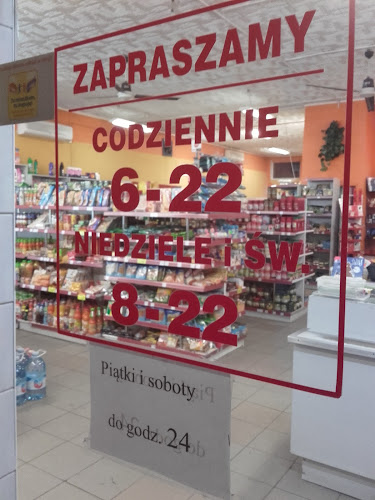 ZAPRASZAMY
CODZIENNIE
6-22
NIEDZIELE i ŚW.
8-22
Piątki i soboty
do godz. 24